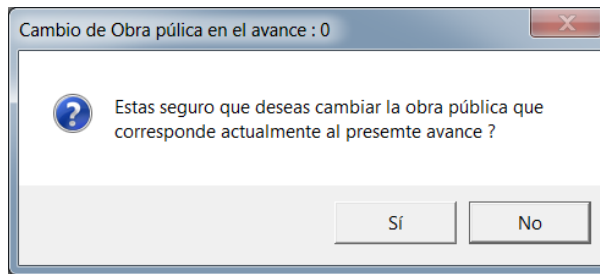 Cambio de Obra púlica en el avance : 0
Estas seguro que deseas cambiar la obra pública que
corresponde actualmente al presemte avance ?
Sí
No